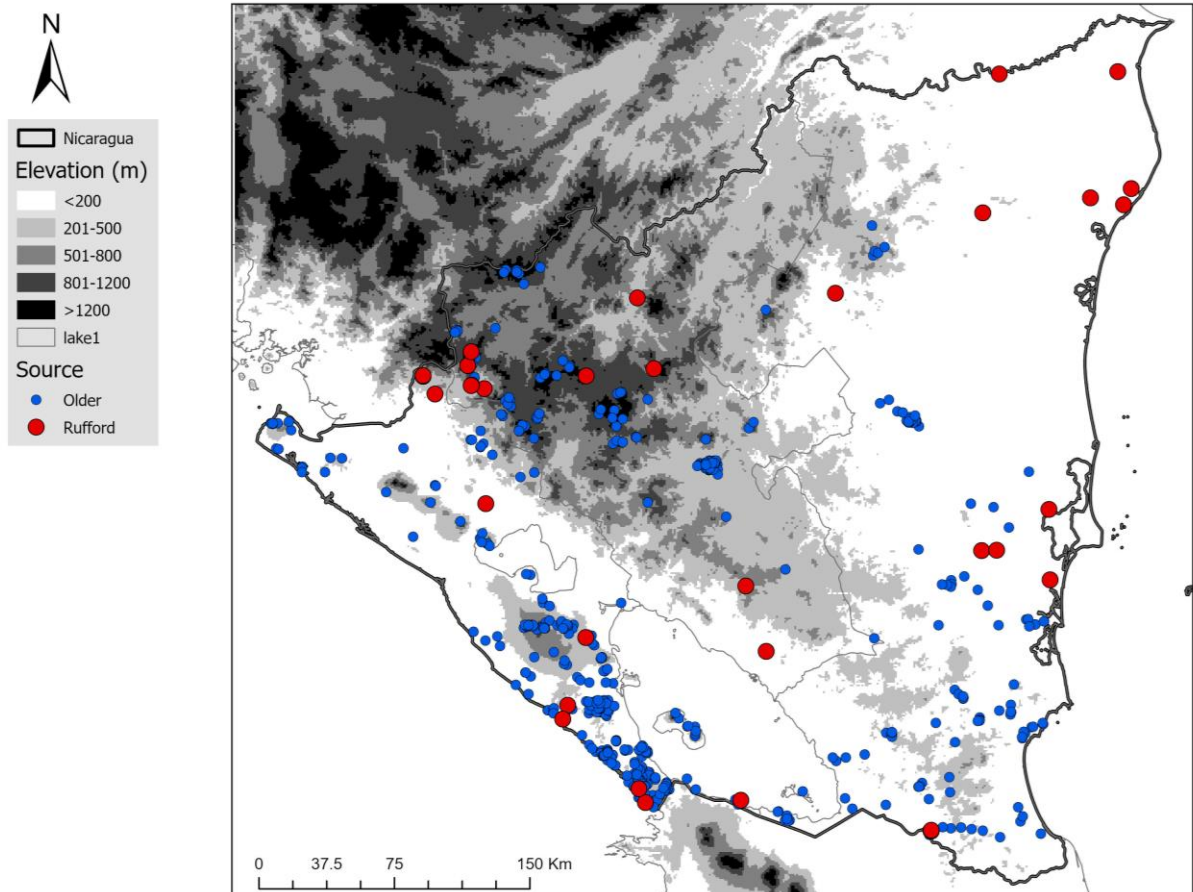 N
Nicaragua
Elevation (m)
<200
201-500
501-800
801-1200
>1200
lake1
Source
Older
Rufford
0 37.5 75 150 Km